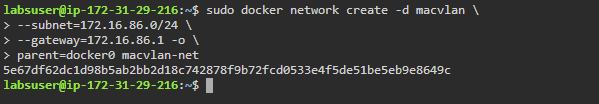 labsuser@ip-172-31-29-216:~$ sudo docker network create -d macvlan \
> --subnet=172.16.86.0/24 \
> --gateway=172.16.86.1 -o \
> parent=docker0 macvlan-net
5e67df62dc1d98b5ab2bb2d18c742878f9b72fcd0533e4f5de51be5eb9e8649c
labsuser@ip-172-31-29-216:~$